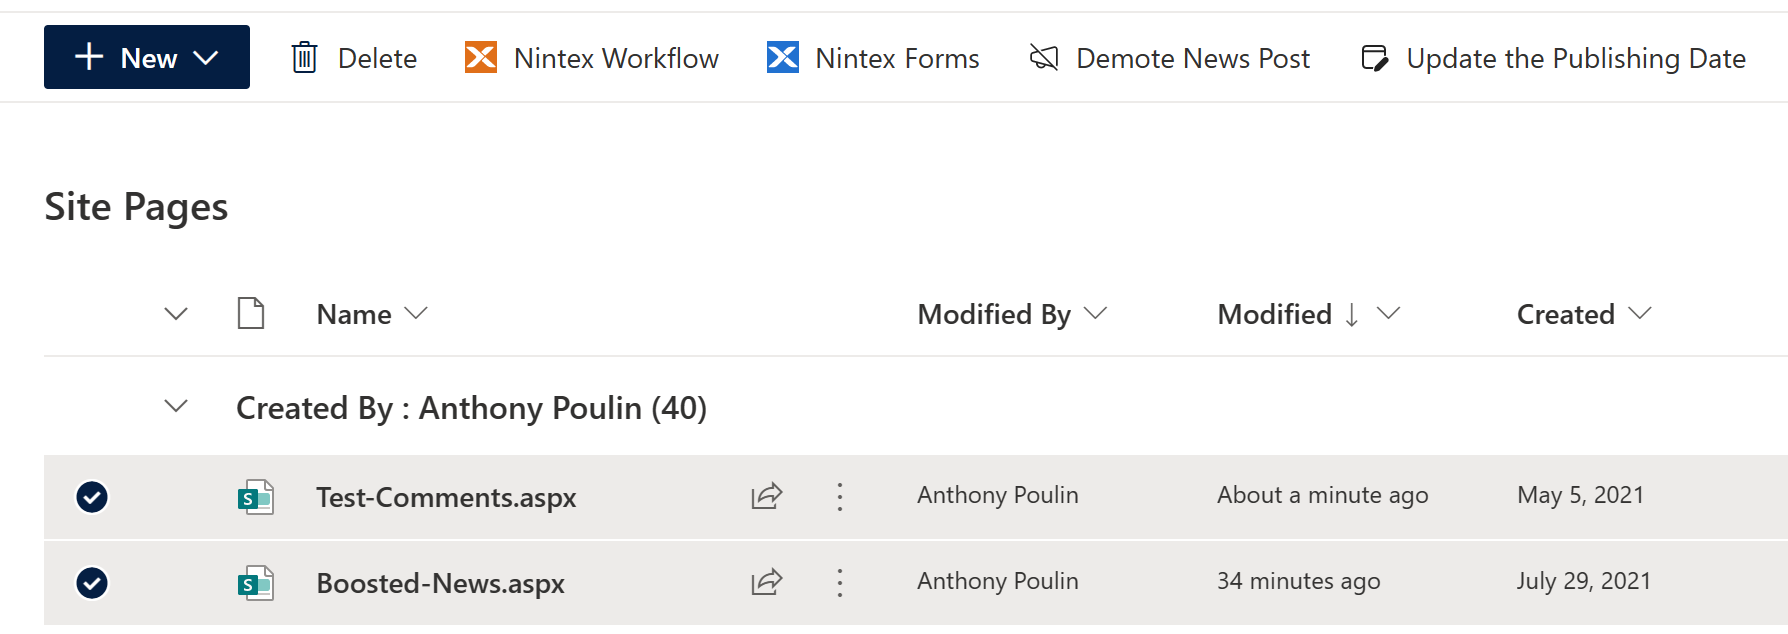 New Delete Nintex Workflow Nintex Forms Demote News Post Update the Publishing Date
Site Pages
Name Modified By Modified Created
Created By : Anthony Poulin (40)
S Test-Comments.aspx Anthony Poulin About a minute ago May 5, 2021
S Boosted-News.aspx Anthony Poulin 34 minutes ago July 29, 2021